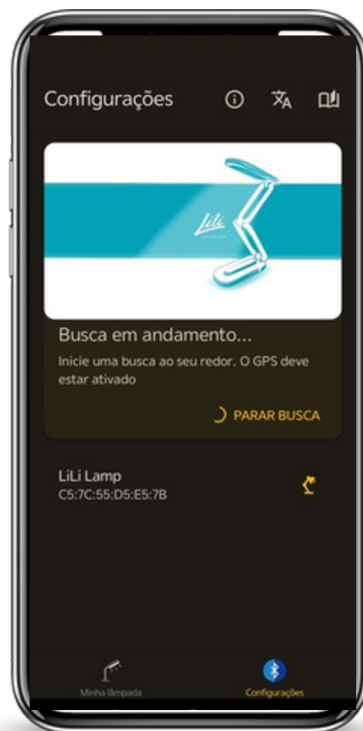 Configurações
Lili
Busca em andamento...
Inicie uma busca ao seu redor. O GPS deve
estar ativado
PARAR BUSCA
LiLi Lamp
C5:7C:55:D5:E5:7B
Minha lâmpada
Configurações